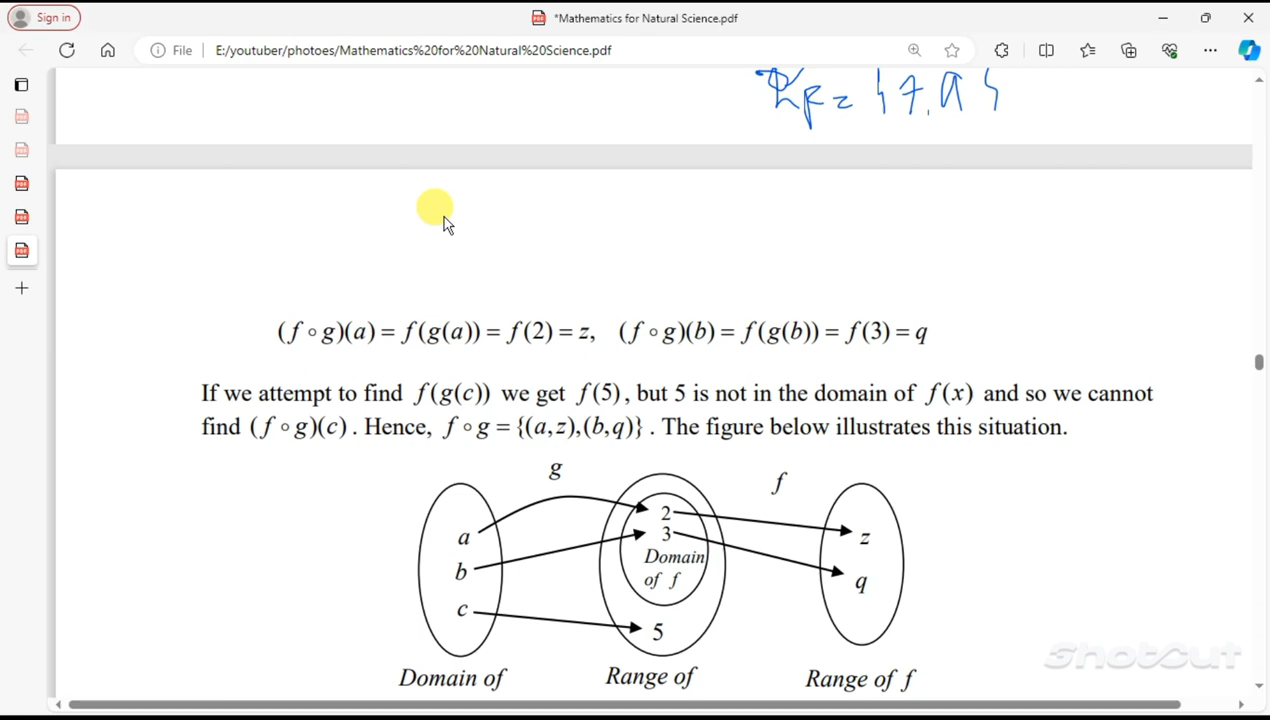 Sign in
*Mathematics for Natural Science.pdf
File
E:/youtuber/photoes/Mathematics%20for%20Natural%20Science.pdf
(f∘g)(a) = f(g(a)) = f(2) = z, (f∘g)(b) = f(g(b)) = f(3) = q
If we attempt to find f(g(c)) we get f(5), but 5 is not in the domain of f(x) and so we cannot
find (f∘g)(c). Hence, f∘g = {(a,z),(b,q)}. The figure below illustrates this situation.
g
f
a
b
c
2
3
Domain
of f
5
z
q
Domain of
Range of
Range of f
Shotcut